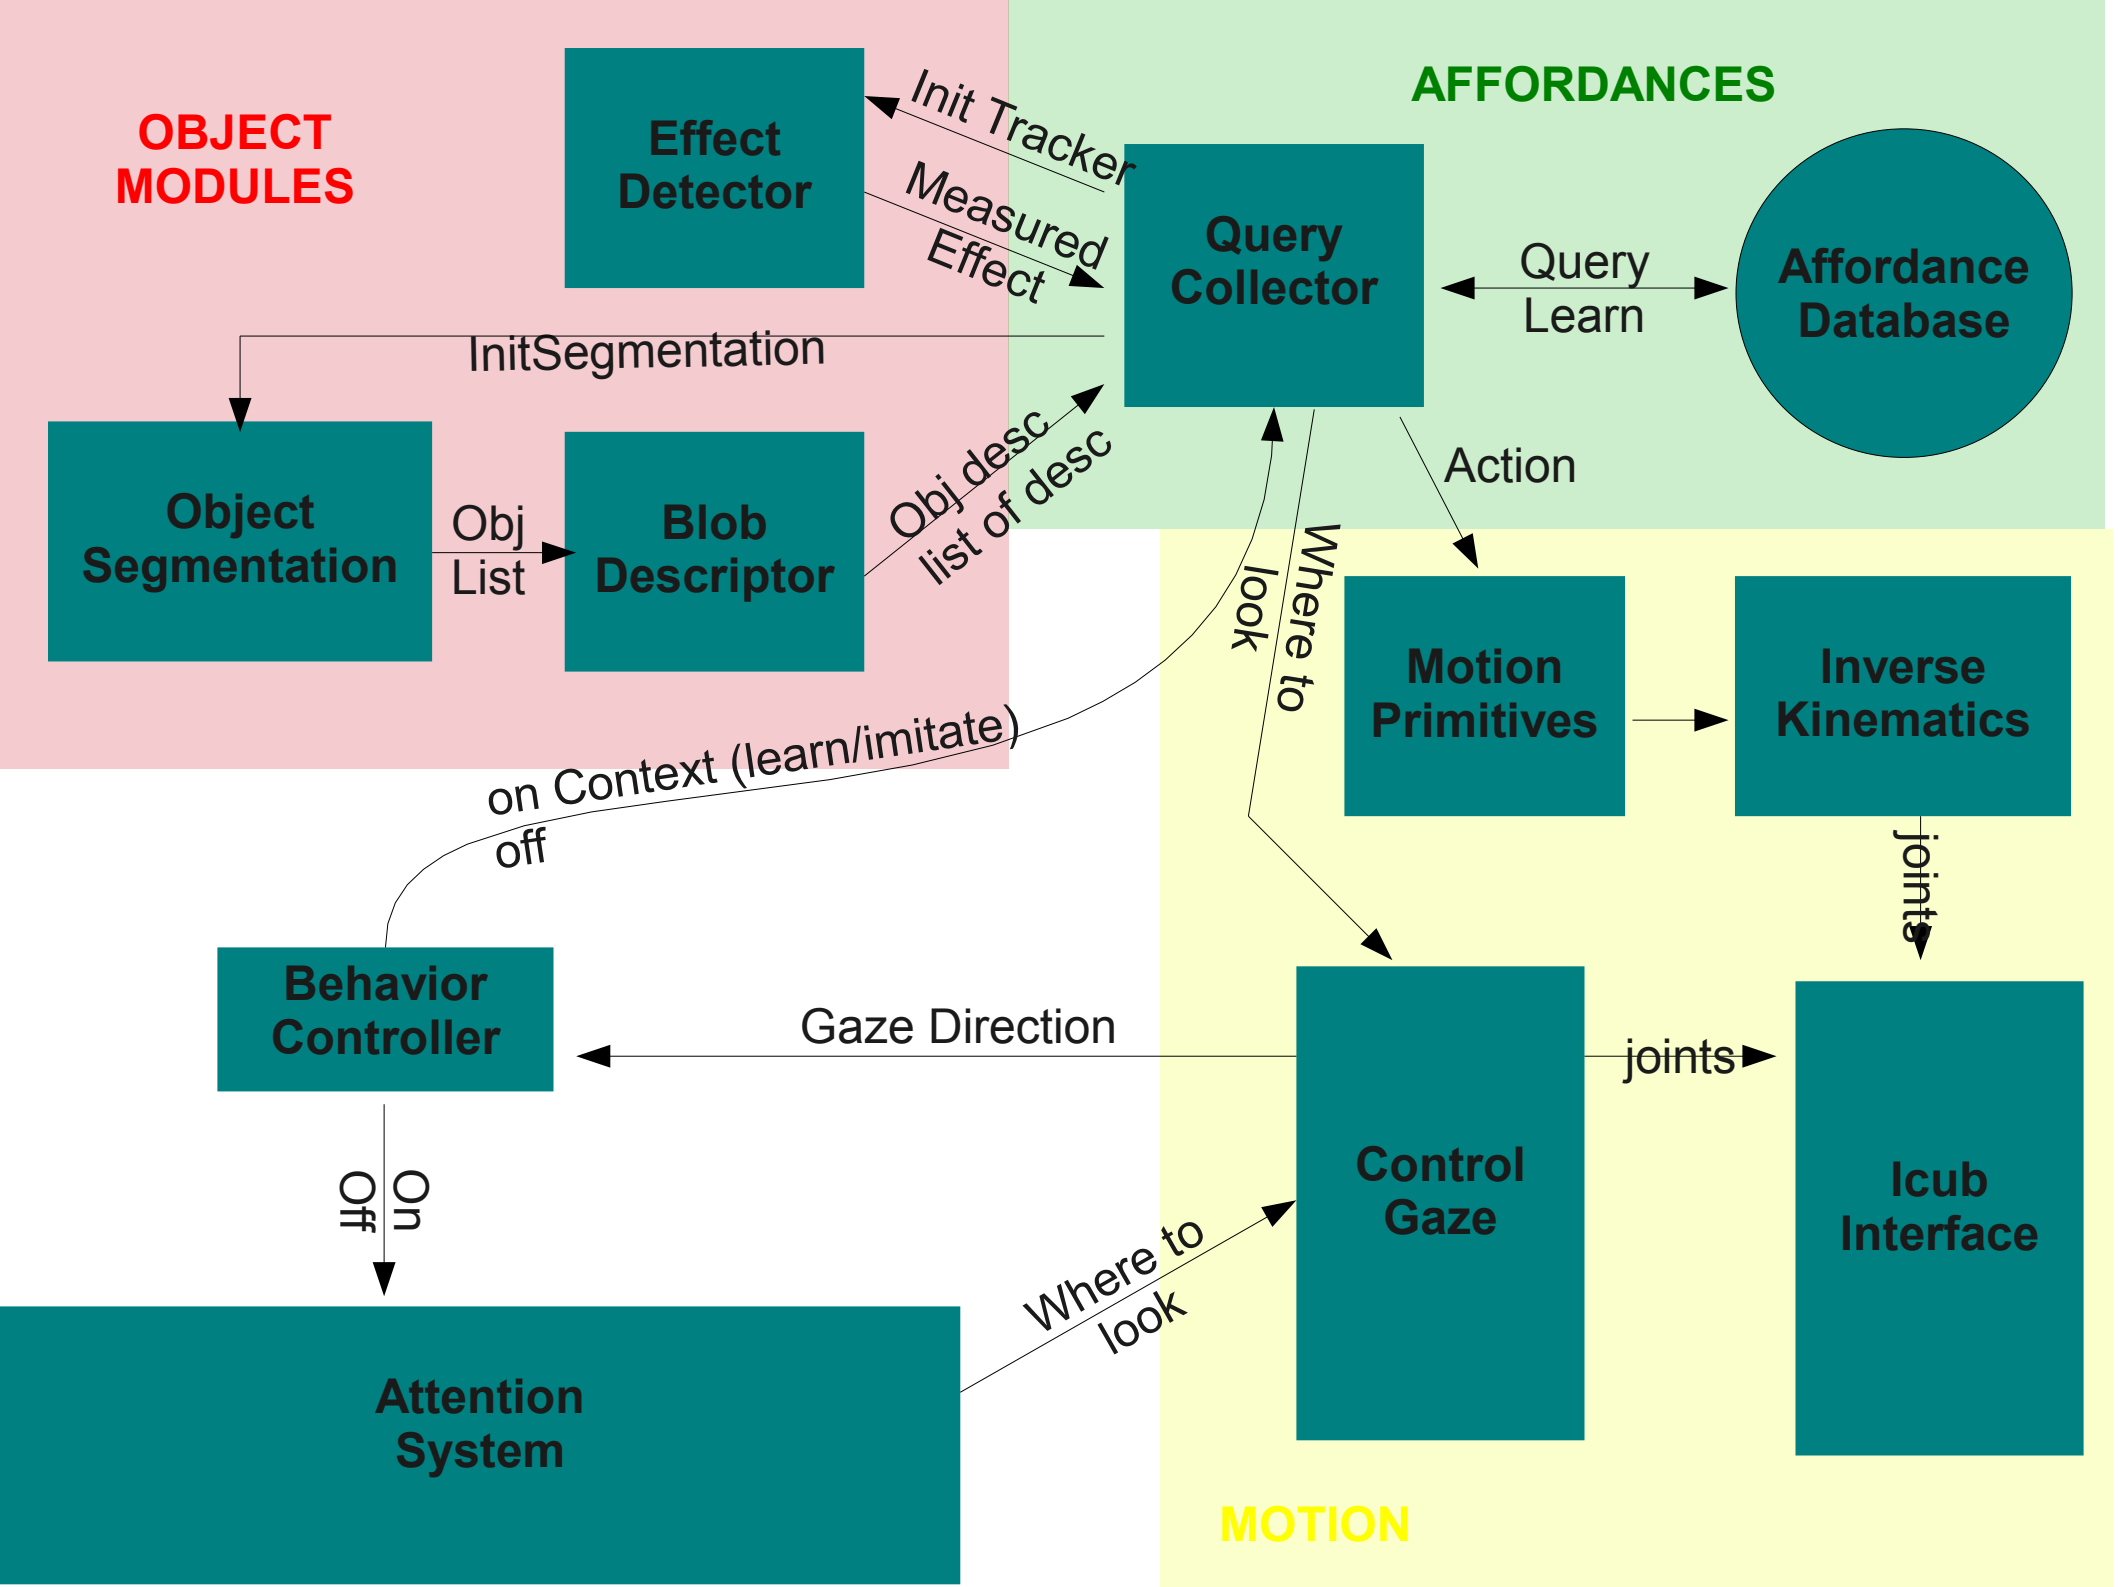 OBJECT
MODULES
Effect
Detector
Init Tracker
Measured
Effect
AFFORDANCES
Query
Collector
Query
Learn
Affordance
Database
InitSegmentation
Object
Segmentation
Obj
List
Blob
Descriptor
Obj desc
list of desc
Action
Where to
look
Motion
Primitives
Inverse
Kinematics
joints
on Context (learn/imitate)
off
Behavior
Controller
Gaze Direction
joints
On
Off
Control
Gaze
Icub
Interface
Where to
look
Attention
System
MOTION